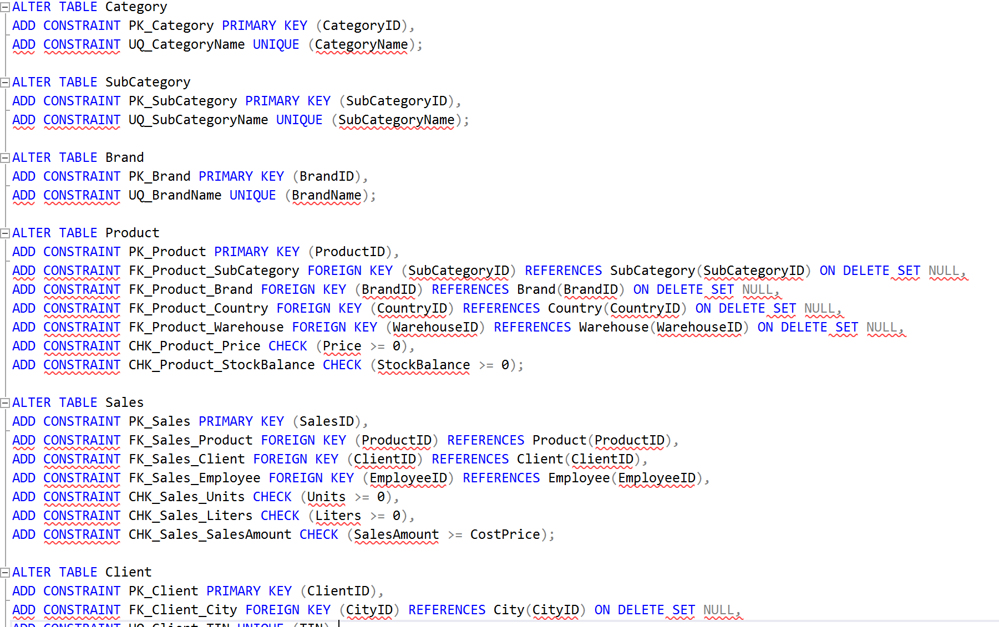 ALTER TABLE Category
ADD CONSTRAINT PK_Category PRIMARY KEY (CategoryID),
ADD CONSTRAINT UQ_CategoryName UNIQUE (CategoryName);
ALTER TABLE SubCategory
ADD CONSTRAINT PK_SubCategory PRIMARY KEY (SubCategoryID),
ADD CONSTRAINT UQ_SubCategoryName UNIQUE (SubCategoryName);
ALTER TABLE Brand
ADD CONSTRAINT PK_Brand PRIMARY KEY (BrandID),
ADD CONSTRAINT UQ_BrandName UNIQUE (BrandName);
ALTER TABLE Product
ADD CONSTRAINT PK_Product PRIMARY KEY (ProductID),
ADD CONSTRAINT FK_Product_SubCategory FOREIGN KEY (SubCategoryID) REFERENCES SubCategory(SubCategoryID) ON DELETE SET NULL,
ADD CONSTRAINT FK_Product_Brand FOREIGN KEY (BrandID) REFERENCES Brand(BrandID) ON DELETE SET NULL,
ADD CONSTRAINT FK_Product_Country FOREIGN KEY (CountryID) REFERENCES Country(CountryID) ON DELETE SET NULL,
ADD CONSTRAINT FK_Product_Warehouse FOREIGN KEY (WarehouseID) REFERENCES Warehouse(WarehouseID) ON DELETE SET NULL,
ADD CONSTRAINT CHK_Product_Price CHECK (Price >= 0),
ADD CONSTRAINT CHK_Product_StockBalance CHECK (StockBalance >= 0);
ALTER TABLE Sales
ADD CONSTRAINT PK_Sales PRIMARY KEY (SalesID),
ADD CONSTRAINT FK_Sales_Product FOREIGN KEY (ProductID) REFERENCES Product(ProductID),
ADD CONSTRAINT FK_Sales_Client FOREIGN KEY (ClientID) REFERENCES Client(ClientID),
ADD CONSTRAINT FK_Sales_Employee FOREIGN KEY (EmployeeID) REFERENCES Employee(EmployeeID),
ADD CONSTRAINT CHK_Sales_Units CHECK (Units >= 0),
ADD CONSTRAINT CHK_Sales_Liters CHECK (Liters >= 0),
ADD CONSTRAINT CHK_Sales_SalesAmount CHECK (SalesAmount >= CostPrice);
ALTER TABLE Client
ADD CONSTRAINT PK_Client PRIMARY KEY (ClientID),
ADD CONSTRAINT FK_Client_City FOREIGN KEY (CityID) REFERENCES City(CityID) ON DELETE SET NULL,
ADD CONSTRAINT UQ_Client_TIN UNIQUE (TIN)